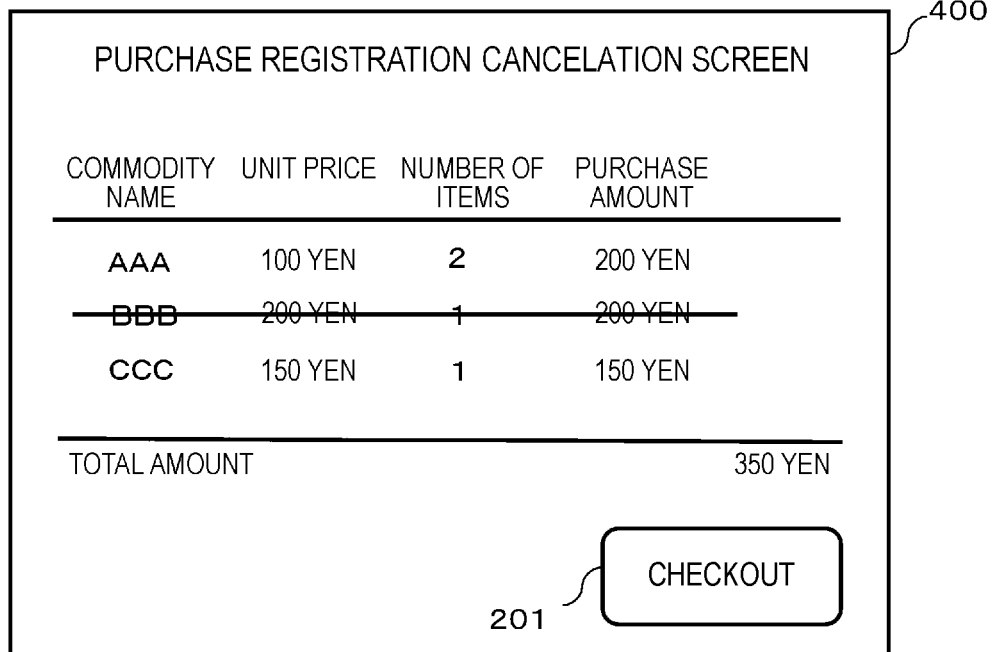 400
PURCHASE REGISTRATION CANCELATION SCREEN
COMMODITY NAME UNIT PRICE NUMBER OF ITEMS PURCHASE AMOUNT
AAA 100 YEN 2 200 YEN
BBB 200 YEN 1 200 YEN
CCC 150 YEN 1 150 YEN
TOTAL AMOUNT 350 YEN
CHECKOUT
201